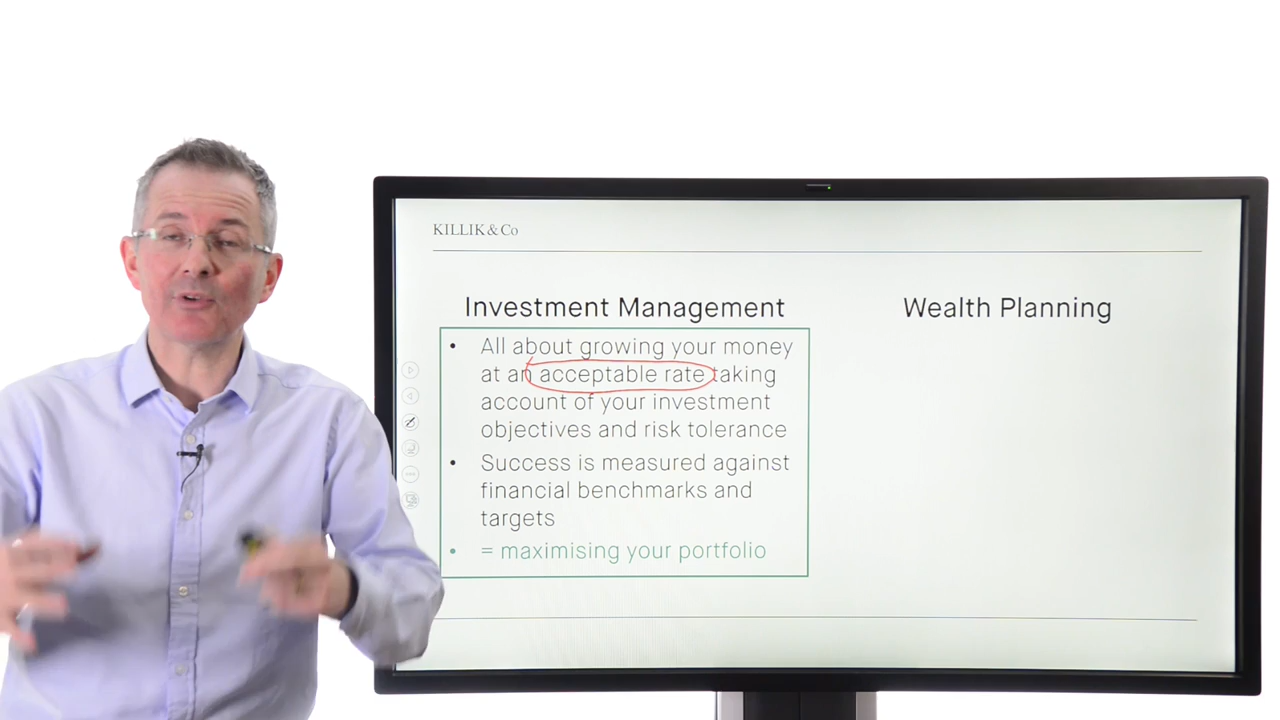 KILLIK & Co
Investment Management
Wealth Planning
• All about growing your money
at an acceptable rate taking
account of your investment
objectives and risk tolerance
• Success is measured against
financial benchmarks and
targets
• = maximising your portfolio